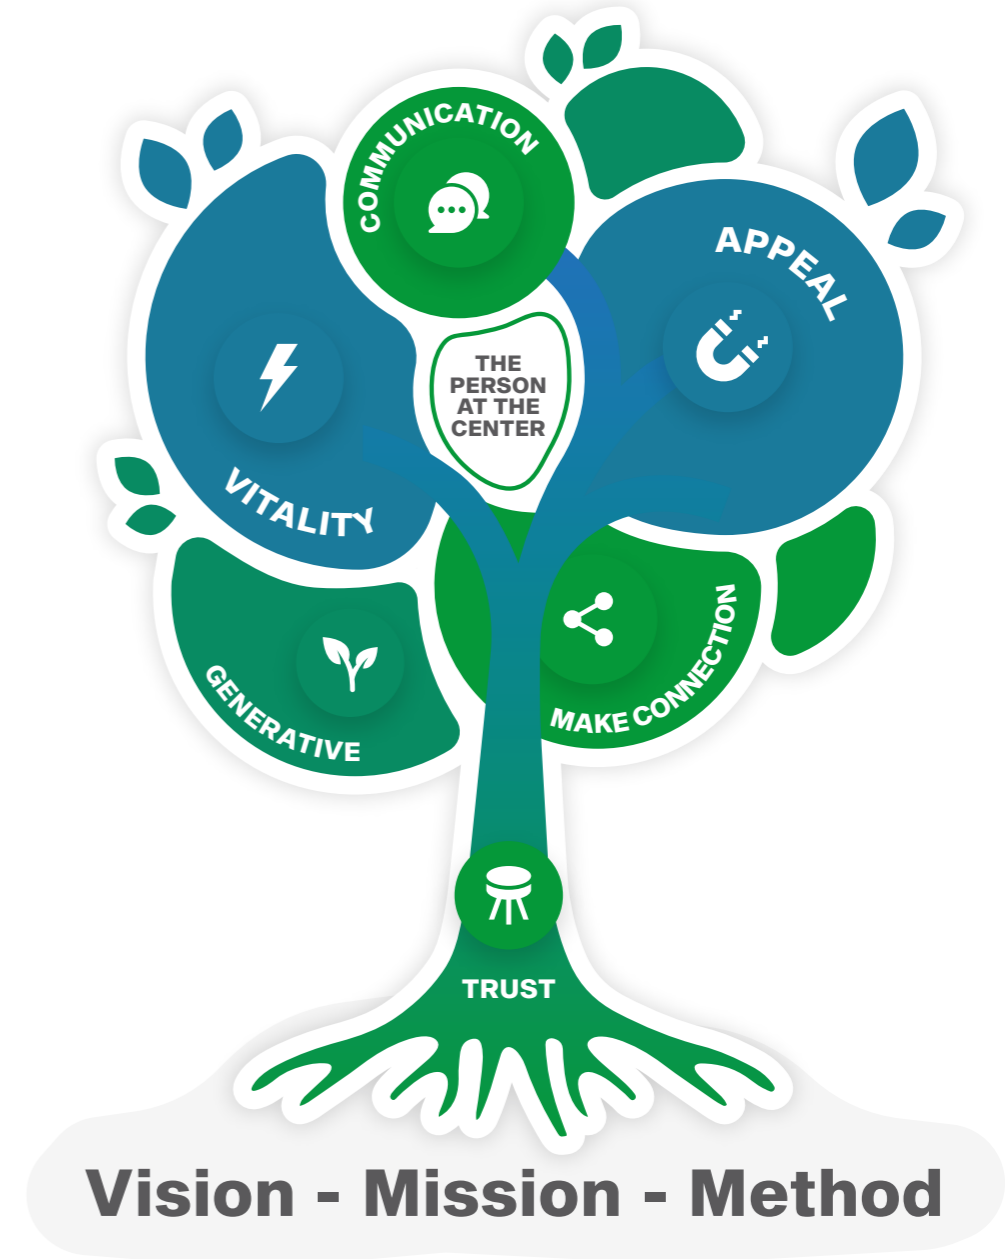 COMMUNICATION
APPEAL
THE
PERSON
AT THE
CENTER
VITALITY
GENERATIVE
MAKE CONNECTION
TRUST
Vision - Mission - Method